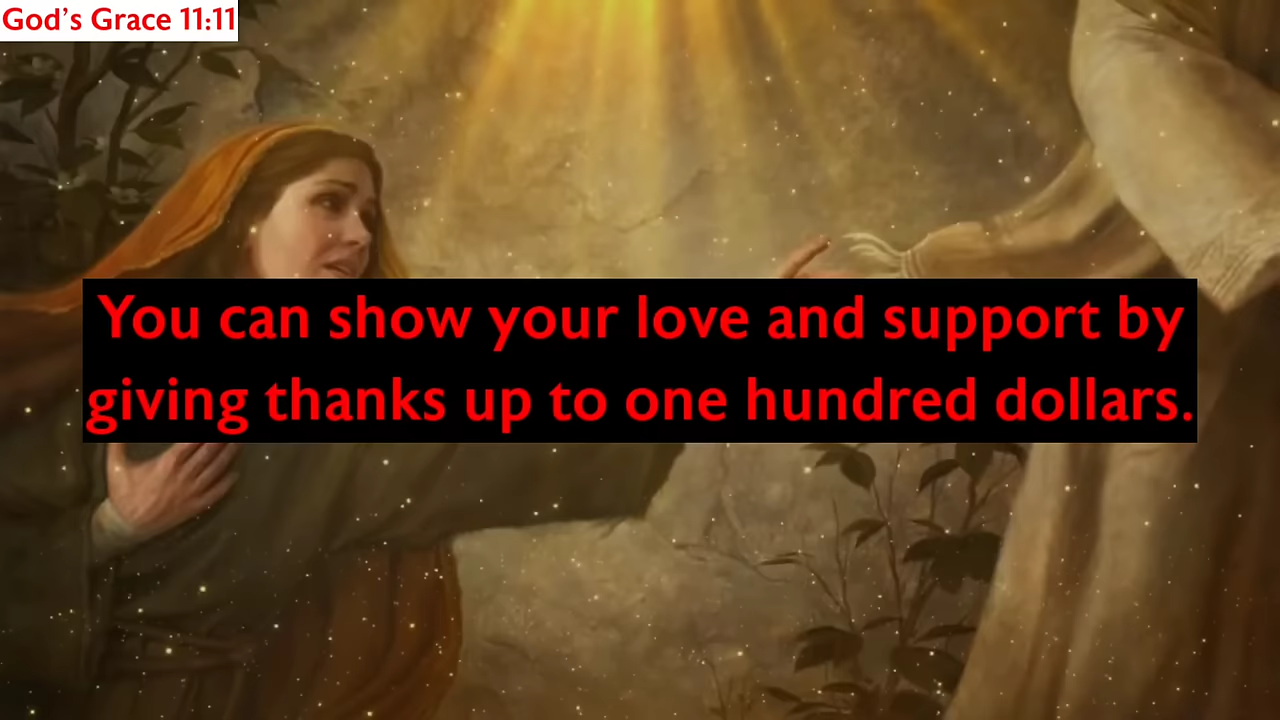 God's Grace 11:11
You can show your love and support by
giving thanks up to one hundred dollars.